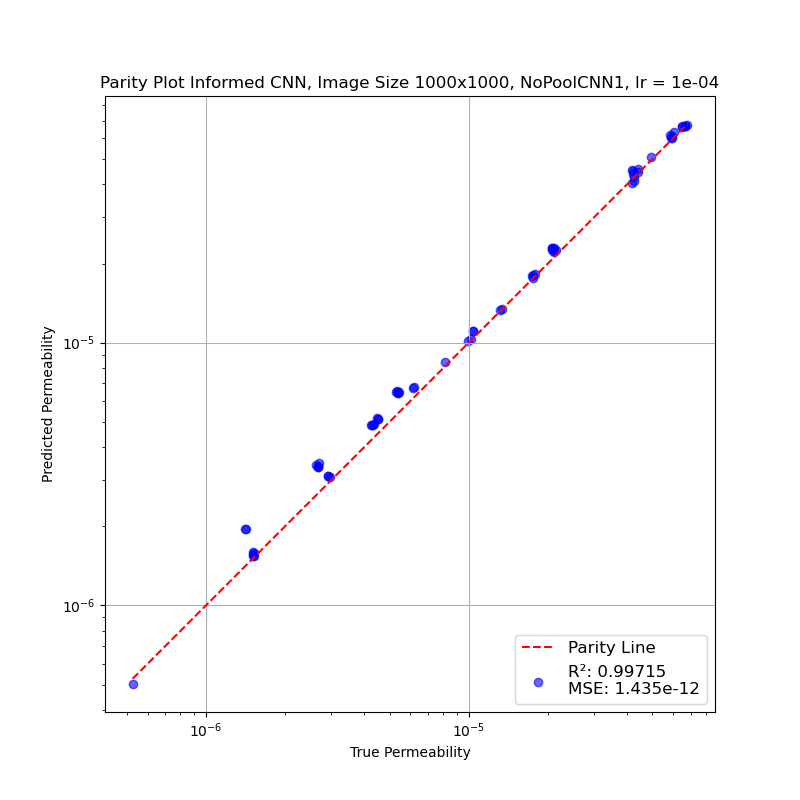 Parity Plot Informed CNN, Image Size 1000x1000, NoPoolCNN1, lr = 1e-04
Predicted Permeability
10⁻⁵
10⁻⁶
10⁻⁶
10⁻⁵
True Permeability
Parity Line
R²: 0.99715
MSE: 1.435e-12